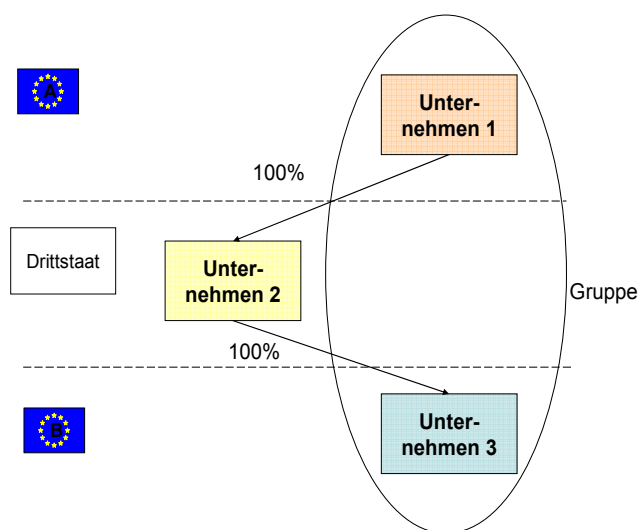 A
Unter-
nehmen 1
100%
Drittstaat
Unter-
nehmen 2
Gruppe
100%
B
Unter-
nehmen 3